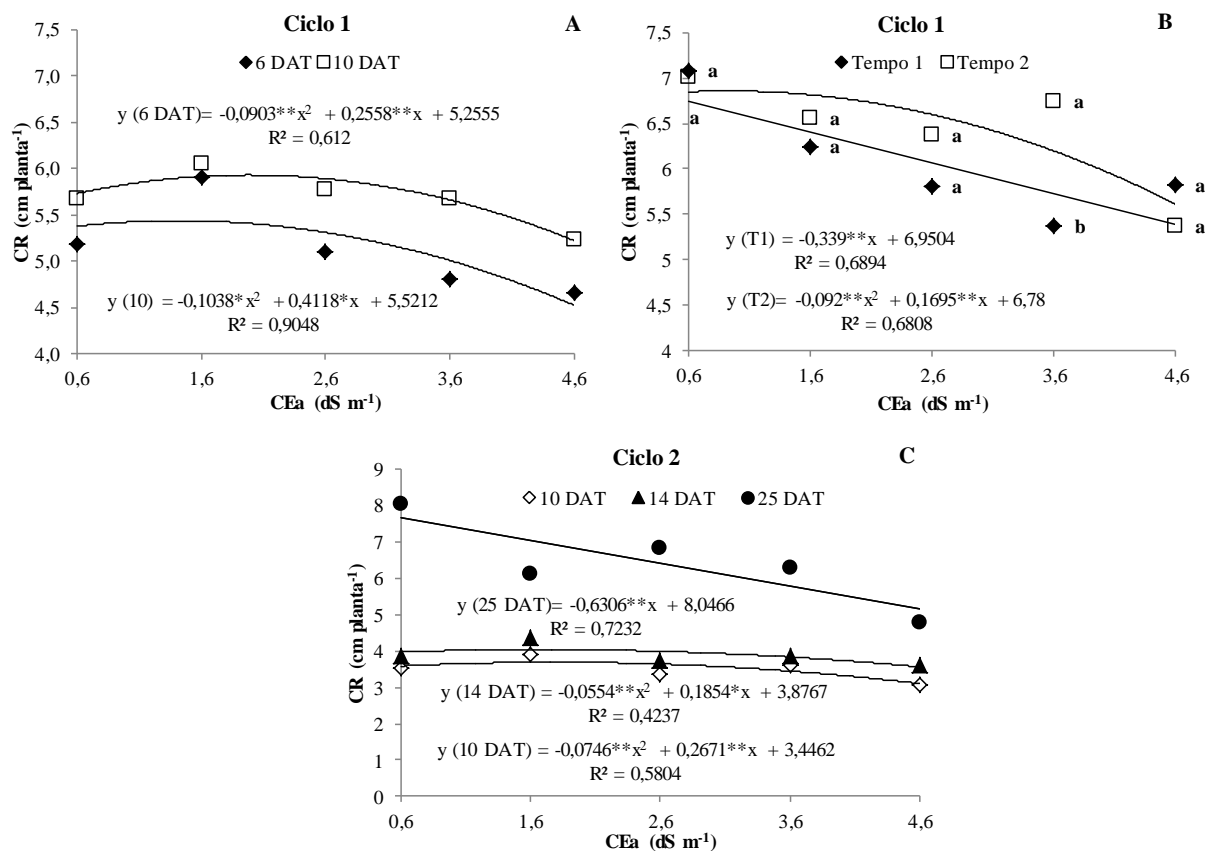 Ciclo 1 A
◆6 DAT □10 DAT
y (6 DAT)= -0,0903**x² + 0,2558**x + 5,2555
R² = 0,612
y (10) =-0,1038*x² + 0,4118*x + 5,5212
R² = 0,9048
7,5
7,0
6,5
6,0
5,5
5,0
4,5
4,0
CR (cm planta⁻¹)
0,6 1,6 2,6 3,6 4,6
CEa (dS m⁻¹)
Ciclo 1 B
◆Tempo 1 □Tempo 2
a
a a a
a a a
b a
a
y (T1) = -0,339**x + 6,9504
R² = 0,6894
y (T2)= -0,092**x² + 0,1695**x + 6,78
R² = 0,6808
7,5
7
6,5
6
5,5
5
4,5
4
CR (cm planta⁻¹)
0,6 1,6 2,6 3,6 4,6
CEa (dS m⁻¹)
Ciclo 2 C
◇10 DAT ▲14 DAT ●25 DAT
y (25 DAT)= -0,6306**x + 8,0466
R² = 0,7232
y (14 DAT) = -0,0554**x² + 0,1854*x + 3,8767
R² = 0,4237
y (10 DAT) = -0,0746**x² + 0,2671**x + 3,4462
R² = 0,5804
9
8
7
6
5
4
3
2
1
0
CR (cm planta⁻¹)
0,6 1,6 2,6 3,6 4,6
CEa (dS m⁻¹)